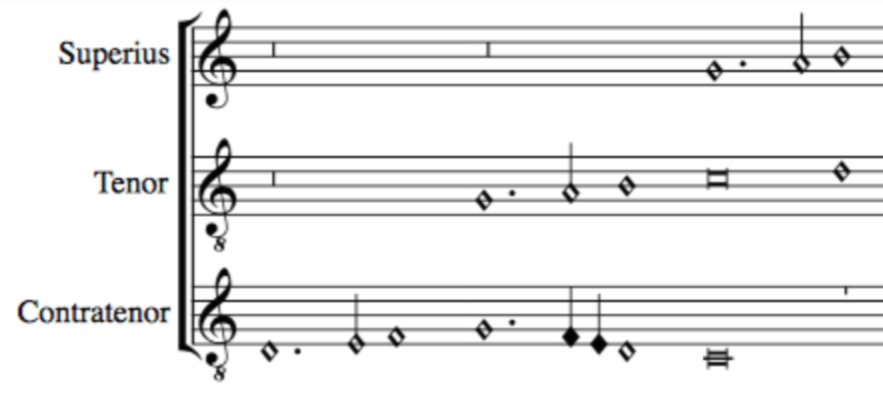 Superius
Tenor
8
Contratenor
8